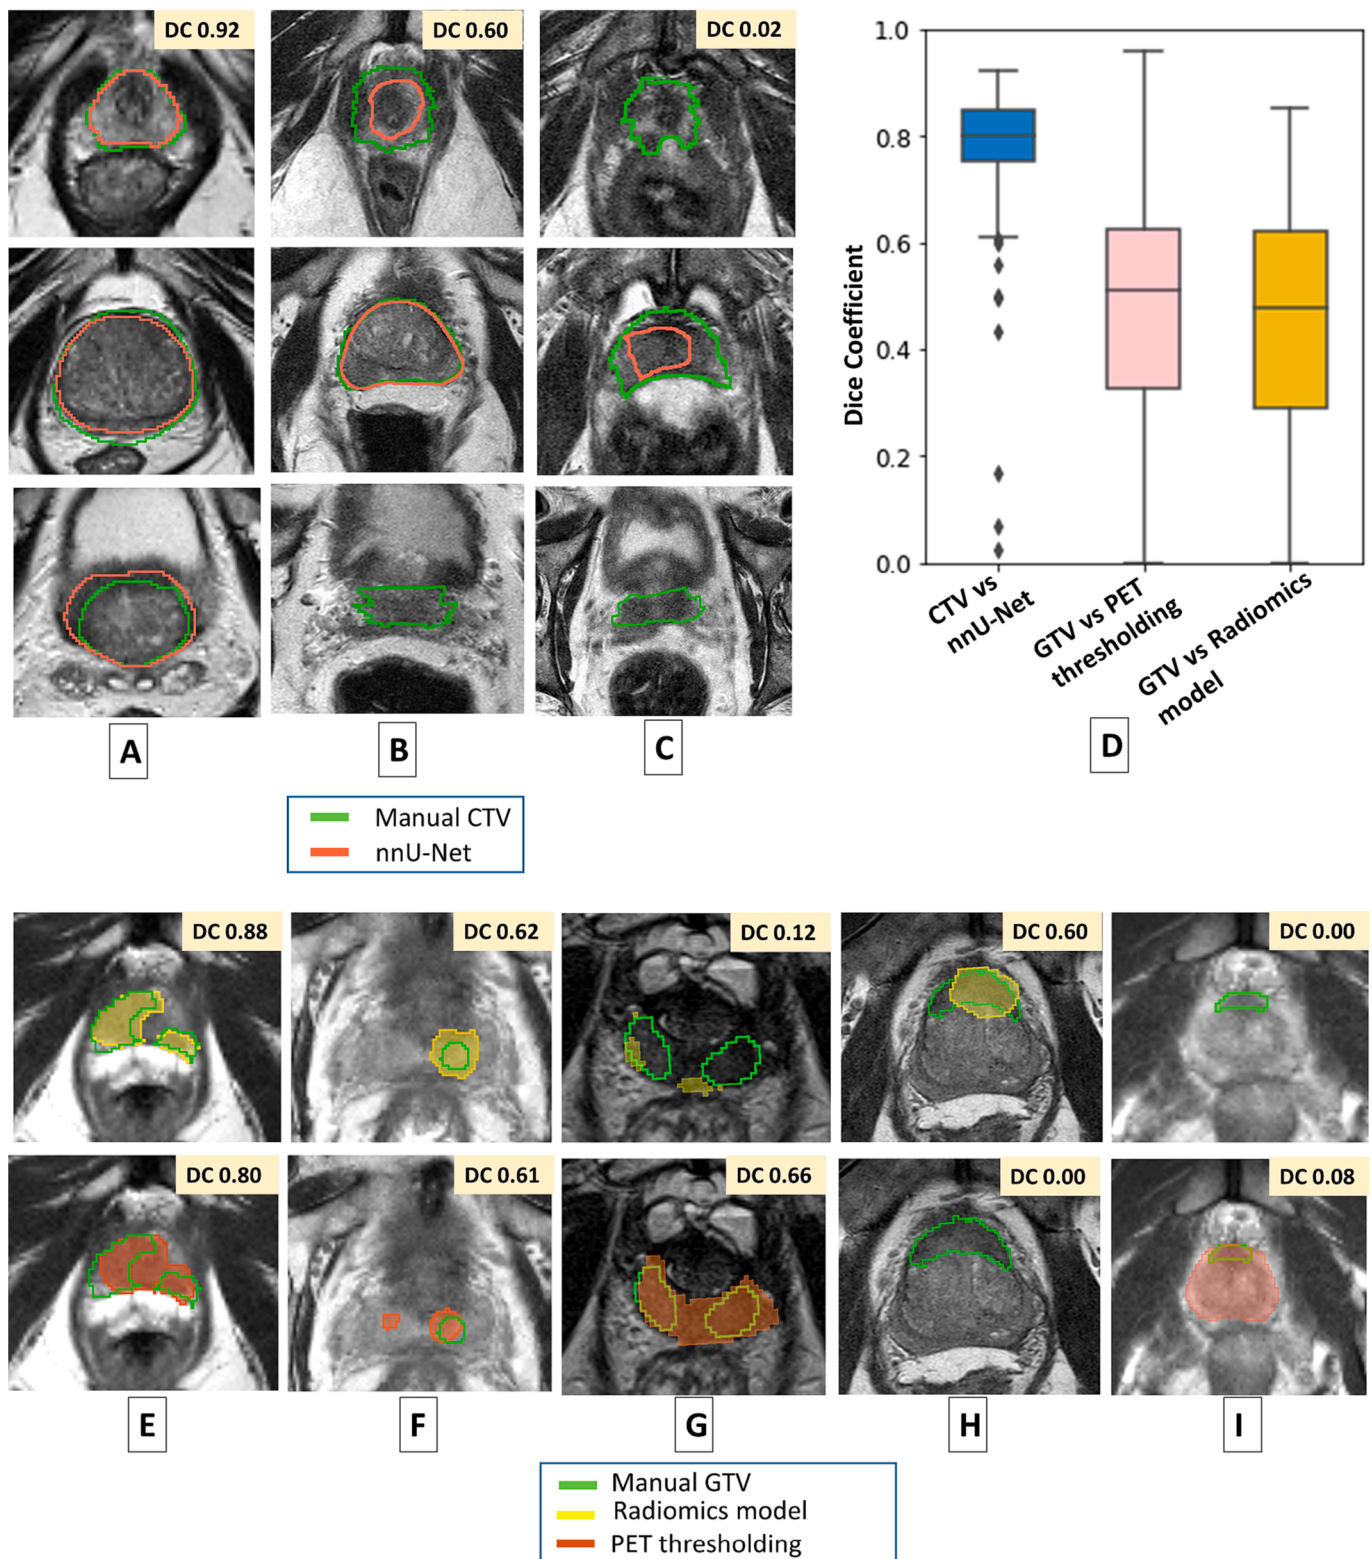 DC 0.92
DC 0.60
DC 0.02
A
B
C
Manual CTV
nnU-Net
Dice Coefficient
1.0
0.8
0.6
0.4
0.2
0.0
CTV vs
nnU-Net
GTV vs PET
thresholding
GTV vs Radiomics
model
D
DC 0.88
DC 0.62
DC 0.12
DC 0.60
DC 0.00
DC 0.80
DC 0.61
DC 0.66
DC 0.00
DC 0.08
E
F
G
H
I
Manual GTV
Radiomics model
PET thresholding